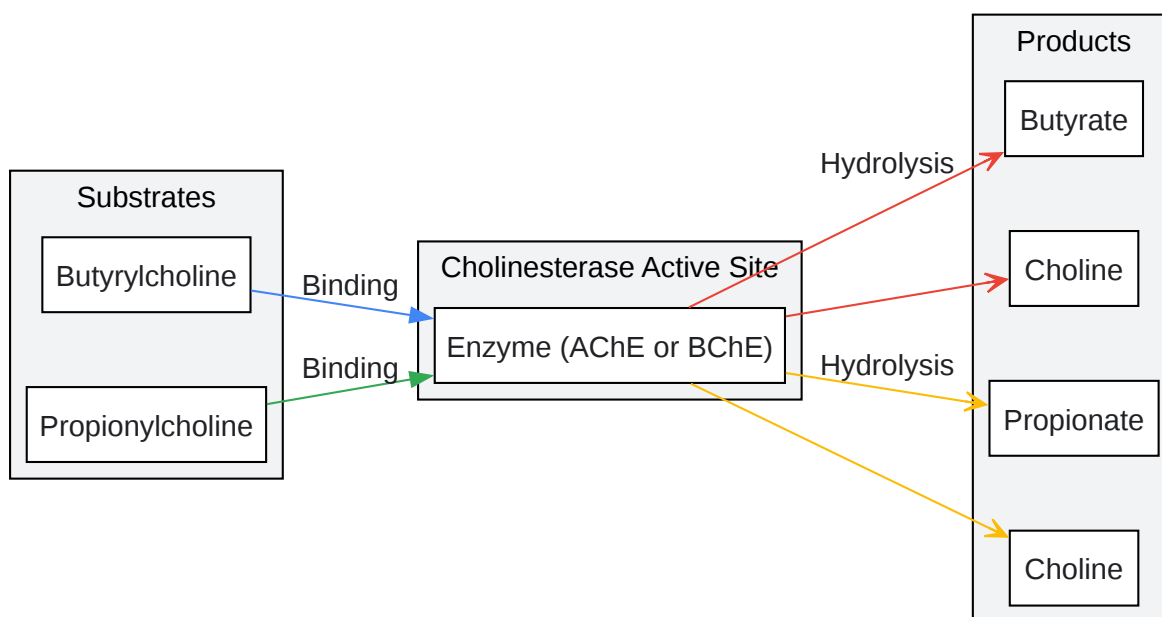 Substrates
Butyrylcholine
Propionylcholine
Binding
Binding
Cholinesterase Active Site
Enzyme (AChE or BChE)
Hydrolysis
Hydrolysis
Products
Butyrate
Choline
Propionate
Choline